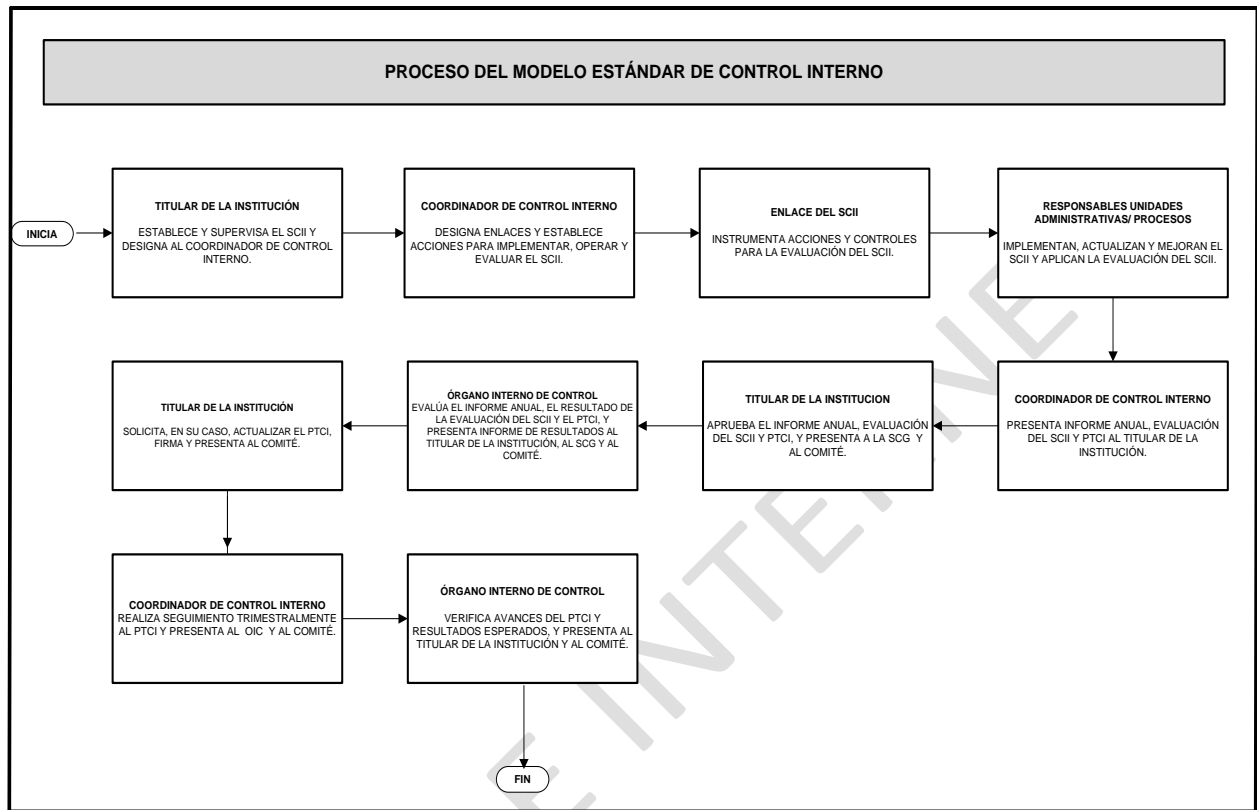 PROCESO DEL MODELO ESTÁNDAR DE CONTROL INTERNO
INICIA
TITULAR DE LA INSTITUCIÓN
ESTABLECE Y SUPERVISA EL SCII Y
DESIGNA AL COORDINADOR DE CONTROL
INTERNO.
COORDINADOR DE CONTROL INTERNO
DESIGNA ENLACES Y ESTABLECE
ACCIONES PARA IMPLEMENTAR, OPERAR Y
EVALUAR EL SCII.
ENLACE DEL SCII
INSTRUMENTA ACCIONES Y CONTROLES
PARA LA EVALUACIÓN DEL SCII.
RESPONSABLES UNIDADES
ADMINISTRATIVAS/ PROCESOS
IMPLEMENTAN, ACTUALIZAN Y MEJORAN EL
SCII Y APLICAN LA EVALUACIÓN DEL SCII.
COORDINADOR DE CONTROL INTERNO
PRESENTA INFORME ANUAL, EVALUACIÓN
DEL SCII Y PTCI AL TITULAR DE LA
INSTITUCIÓN.
TITULAR DE LA INSTITUCION
APRUEBA EL INFORME ANUAL, EVALUACIÓN
DEL SCII Y PTCI, Y PRESENTA A LA SCG Y
AL COMITÉ.
ÓRGANO INTERNO DE CONTROL
EVALÚA EL INFORME ANUAL, EL RESULTADO DE
LA EVALUACIÓN DEL SCII Y EL PTCI, Y
PRESENTA INFORME DE RESULTADOS AL
TITULAR DE LA INSTITUCIÓN, AL SCG Y AL
COMITÉ.
TITULAR DE LA INSTITUCIÓN
SOLICITA, EN SU CASO, ACTUALIZAR EL PTCI,
FIRMA Y PRESENTA AL COMITÉ.
COORDINADOR DE CONTROL INTERNO
REALIZA SEGUIMIENTO TRIMESTRALMENTE
AL PTCI Y PRESENTA AL OIC Y AL COMITÉ.
ÓRGANO INTERNO DE CONTROL
VERIFICA AVANCES DEL PTCI Y
RESULTADOS ESPERADOS, Y PRESENTA AL
TITULAR DE LA INSTITUCIÓN Y AL COMITÉ.
FIN
E INTERNE